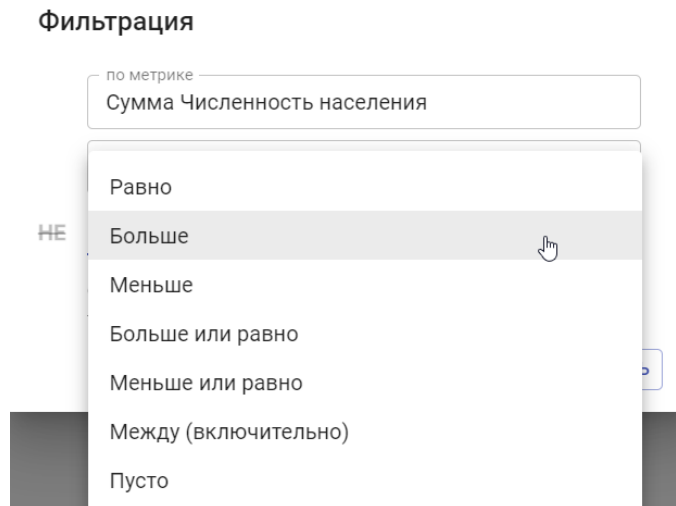 Фильтрация
по метрике
Сумма Численность населения
Равно
НЕ
Больше
Меньше
Больше или равно
Меньше или равно
Между (включительно)
Пусто